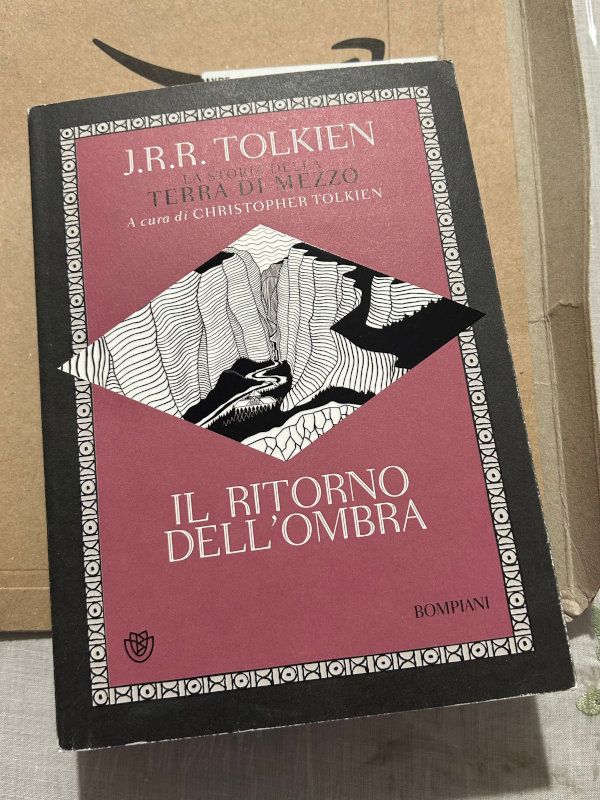 J.R.R. TOLKIEN
LA STORIA DELLA
TERRA DI MEZZO
A cura di CHRISTOPHER TOLKIEN
IL RITORNO
DELL'OMBRA
BOMPIANI